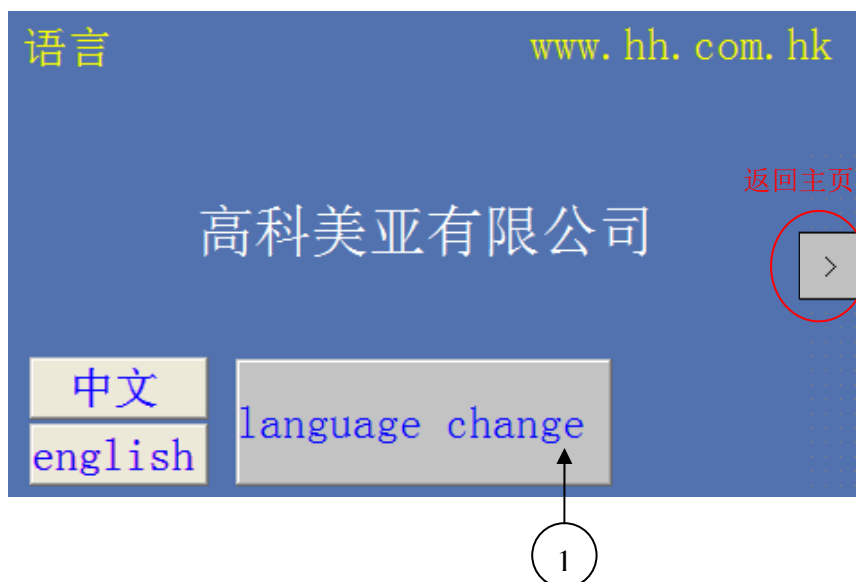 语言
www.hh.com.hk
返回主页
高科美亚有限公司
>
中文
language change
english
1